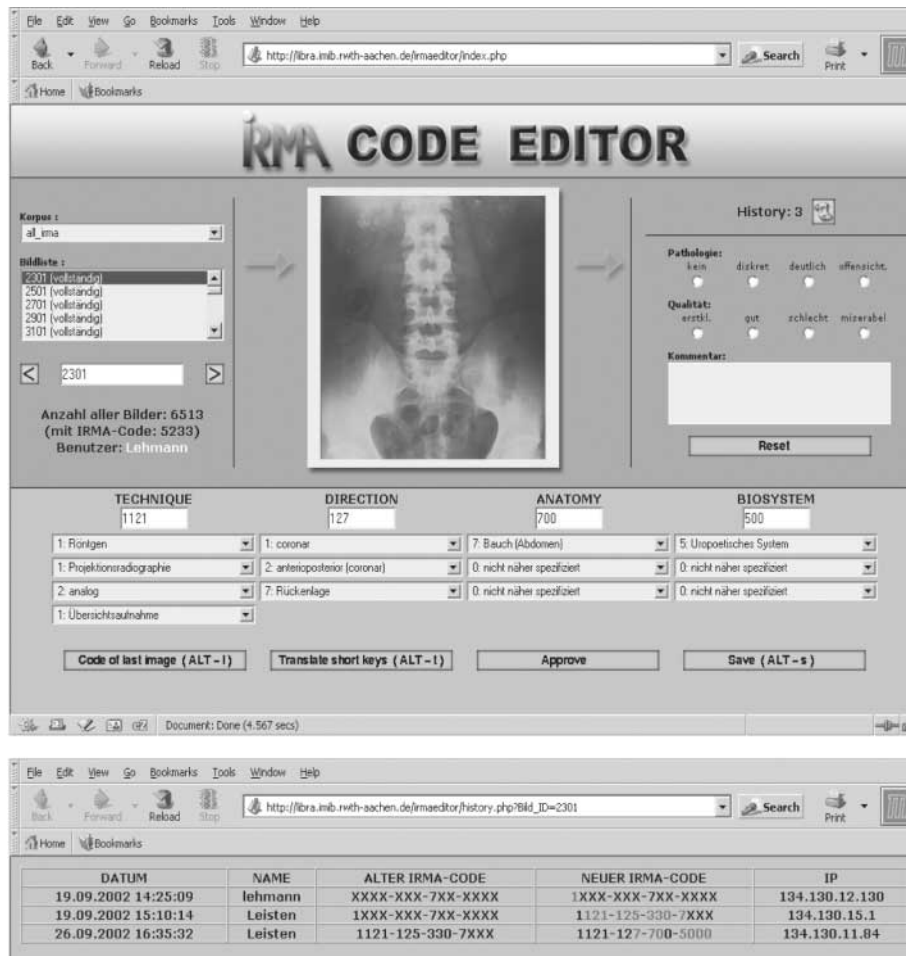 File Edit View Go Bookmarks Tools Window Help
Back Forward Reload Stop http://libra.imib.rwth-aachen.de/irmaeditor/index.php Search Print
Home Bookmarks
IRMA CODE EDITOR
Korpus :
all_irma
Bildliste :
2301 (vollständig)
2501 (vollständig)
2701 (vollständig)
2901 (vollständig)
3101 (vollständig)
< 2301 >
Anzahl aller Bilder: 6513
(mit IRMA-Code: 5233)
Benutzer: Lehmann
History: 3
Pathologie:
kein diskret deutlich offensicht.
Qualität:
erstkl. gut schlecht mizerabel
Kommentar:
Reset
TECHNIQUE DIRECTION ANATOMY BIOSYSTEM
1121 127 700 500
1: Röntgen 1: coronar 7: Bauch (Abdomen) 5: Uropoetisches System
1: Projektionsradiographie 2: anterioposterior (coronar) 0: nicht näher spezifiziert 0: nicht näher spezifiziert
2: analog 7: Rückenlage 0: nicht näher spezifiziert 0: nicht näher spezifiziert
1: Übersichtsaufnahme
Code of last image (ALT-l) Translate short keys (ALT-t) Approve Save (ALT-s)
Document: Done (4.567 secs)
File Edit View Go Bookmarks Tools Window Help
Back Forward Reload Stop http://libra.imib.rwth-aachen.de/irmaeditor/history.php?Bild_ID=2301 Search Print
Home Bookmarks
DATUM NAME ALTER IRMA-CODE NEUER IRMA-CODE IP
19.09.2002 14:25:09 lehmann XXXX-XXX-7XX-XXXX 1XXX-XXX-7XX-XXXX 134.130.12.130
19.09.2002 15:10:14 Leisten 1XXX-XXX-7XX-XXXX 1121-125-330-7XXX 134.130.15.1
26.09.2002 16:35:32 Leisten 1121-125-330-7XXX 1121-127-700-5000 134.130.11.84